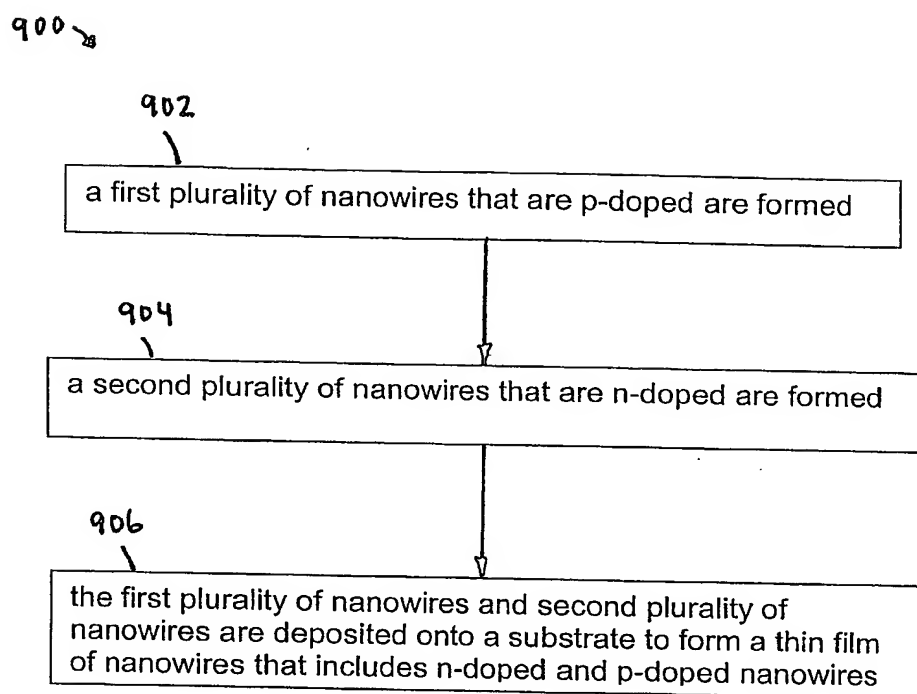 900
902
a first plurality of nanowires that are p-doped are formed
904
a second plurality of nanowires that are n-doped are formed
906
the first plurality of nanowires and second plurality of
nanowires are deposited onto a substrate to form a thin film
of nanowires that includes n-doped and p-doped nanowires